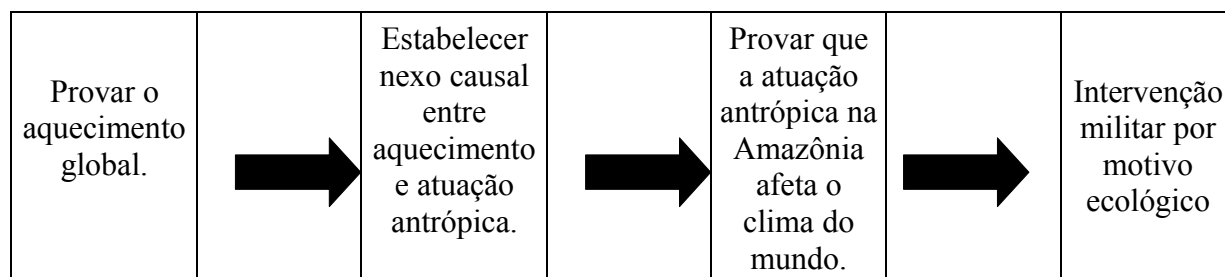 Provar o
aquecimento
global.
Estabelecer
nexo causal
entre
aquecimento
e atuação
antrópica.
Provar que
a atuação
antrópica na
Amazônia
afeta o
clima do
mundo.
Intervenção
militar por
motivo
ecológico